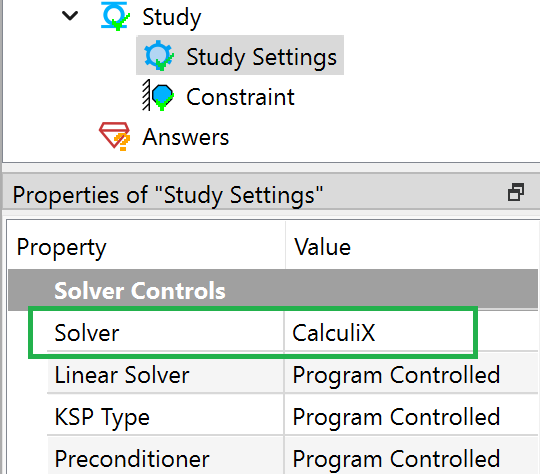 Study
Study Settings
Constraint
Answers
Properties of "Study Settings"
Property Value
Solver Controls
Solver CalculiX
Linear Solver Program Controlled
KSP Type Program Controlled
Preconditioner Program Controlled